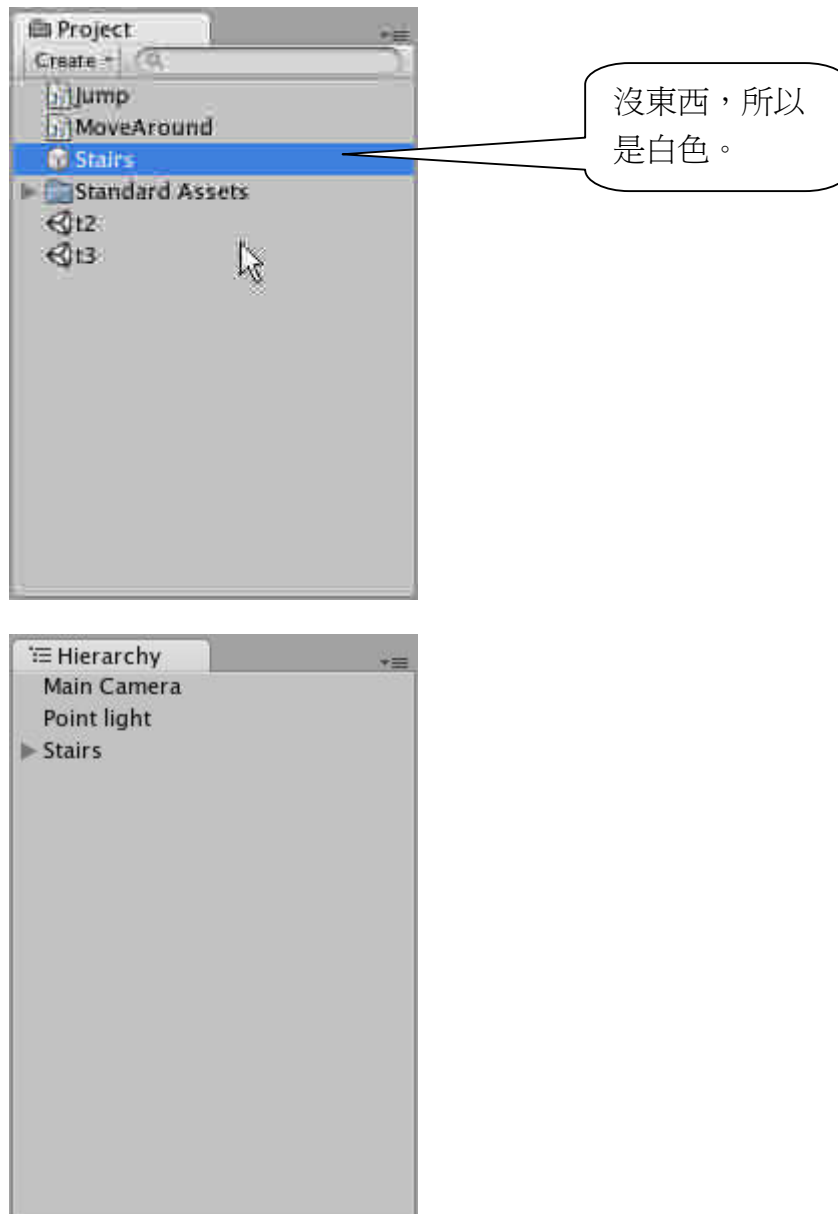 Project
Create
Jump
MoveAround
Stairs
Standard Assets
t2
t3
沒東西，所以
是白色。
Hierarchy
Main Camera
Point light
Stairs